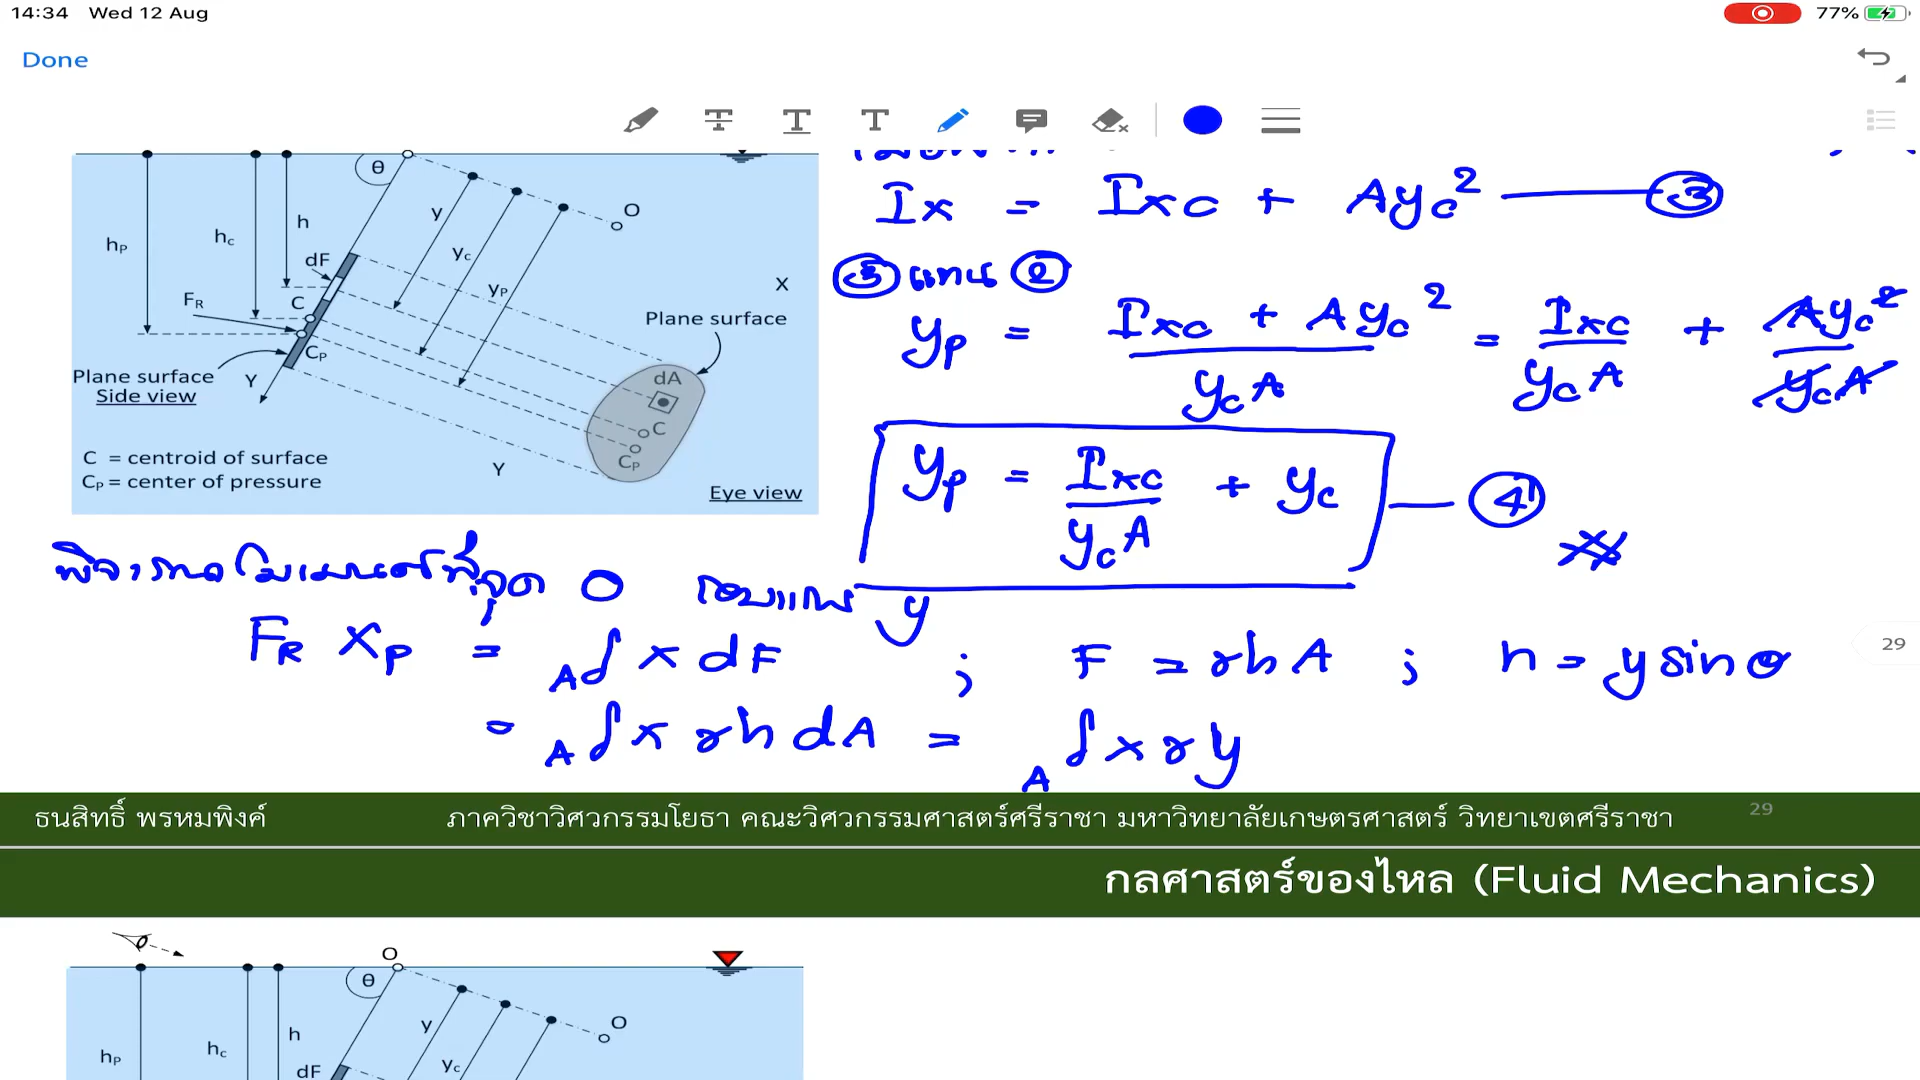 14:34 Wed 12 Aug
77%
Done
θ
O
y
h
hc
hP
yc
dF
yP
X
FR
C
Plane surface
CP
Plane surface
Side view
Y
dA
C
CP
C = centroid of surface
CP = center of pressure
Y
Eye view
Ix = Ixc + Ayc² — ③
③ แทน ②
yp = Ixc + Ayc² / ycA = Ixc / ycA + Ayc² / ycA
yp = Ixc / ycA + yc — ④
พิจารณาโมเมนต์ที่จุด O รอบแกน y
FR Xp = A∫ x dF ; F = γhA ; h = y sin θ
= A∫ x γh dA = A∫ x γ y
29
ธนสิทธิ์ พรหมพิงค์ ภาควิชาวิศวกรรมโยธา คณะวิศวกรรมศาสตร์ศรีราชา มหาวิทยาลัยเกษตรศาสตร์ วิทยาเขตศรีราชา 29
กลศาสตร์ของไหล (Fluid Mechanics)
O
θ
O
y
h
hc
hP
yc
dF